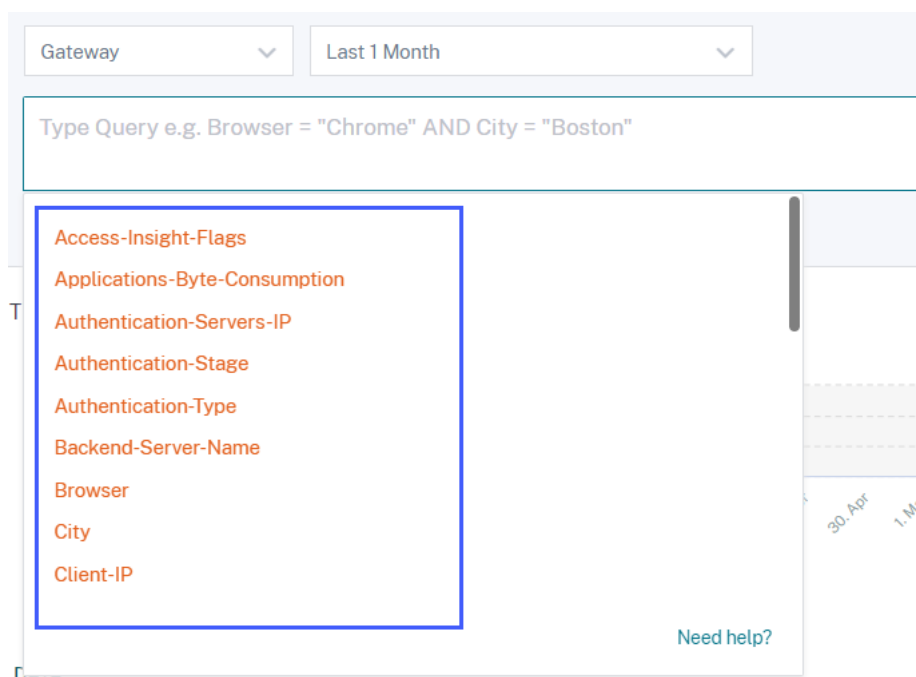 Gateway
Last 1 Month
Type Query e.g. Browser = "Chrome" AND City = "Boston"
Access-Insight-Flags
Applications-Byte-Consumption
Authentication-Servers-IP
Authentication-Stage
Authentication-Type
Backend-Server-Name
Browser
City
Client-IP
30. Apr
Need help?